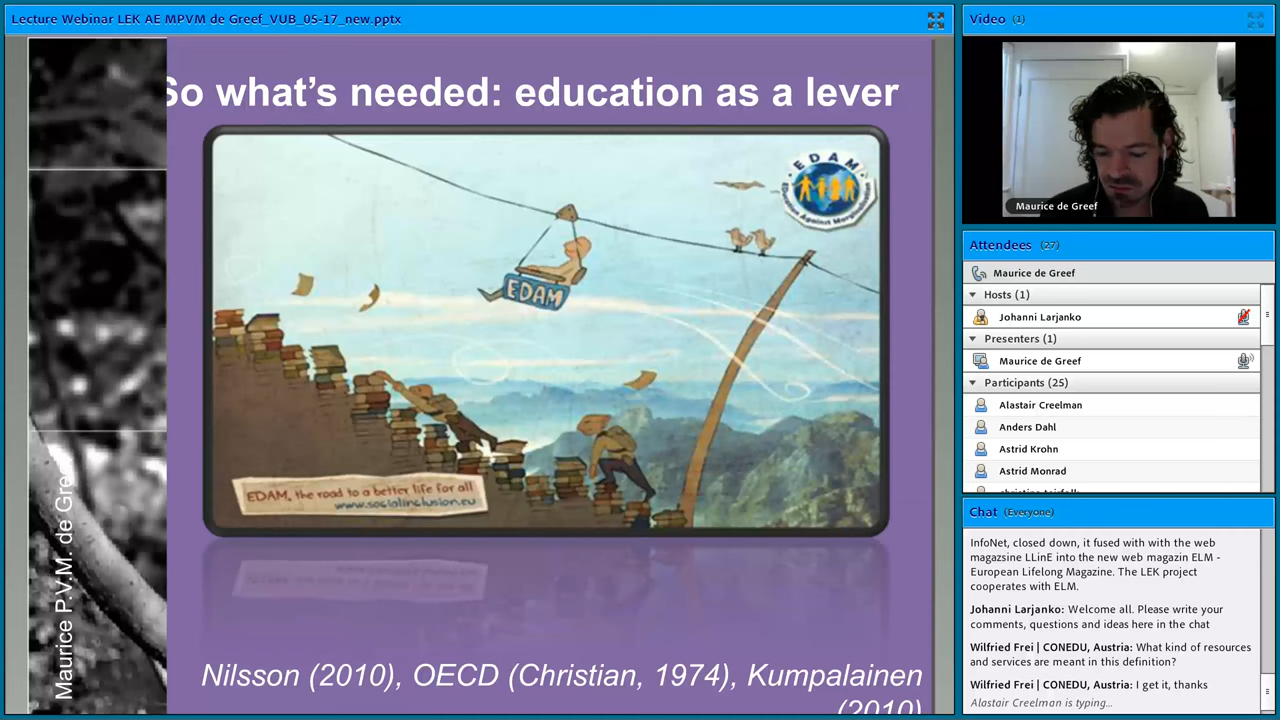 Lecture Webinar LEK AE MPVM de Greef_VUB_05-17_new.pptx
So what's needed: education as a lever
EDAM
Education Against Marginalisation
EDAM
EDAM, the road to a better life for all
www.socialinclusion.eu
Maurice P.V.M. de Greef
Nilsson (2010), OECD (Christian, 1974), Kumpalainen
(2010)
Video (1)
Maurice de Greef
Attendees (27)
Maurice de Greef
Hosts (1)
Johanni Larjanko
Presenters (1)
Maurice de Greef
Participants (25)
Alastair Creelman
Anders Dahl
Astrid Krohn
Astrid Monrad
Chat (Everyone)
InfoNet, closed down, it fused with with the web
magazsine LLinE into the new web magazin ELM -
European Lifelong Magazine. The LEK project
cooperates with ELM.
Johanni Larjanko: Welcome all. Please write your
comments, questions and ideas here in the chat
Wilfried Frei | CONEDU, Austria: What kind of resources
and services are meant in this definition?
Wilfried Frei | CONEDU, Austria: I get it, thanks
Alastair Creelman is typing...